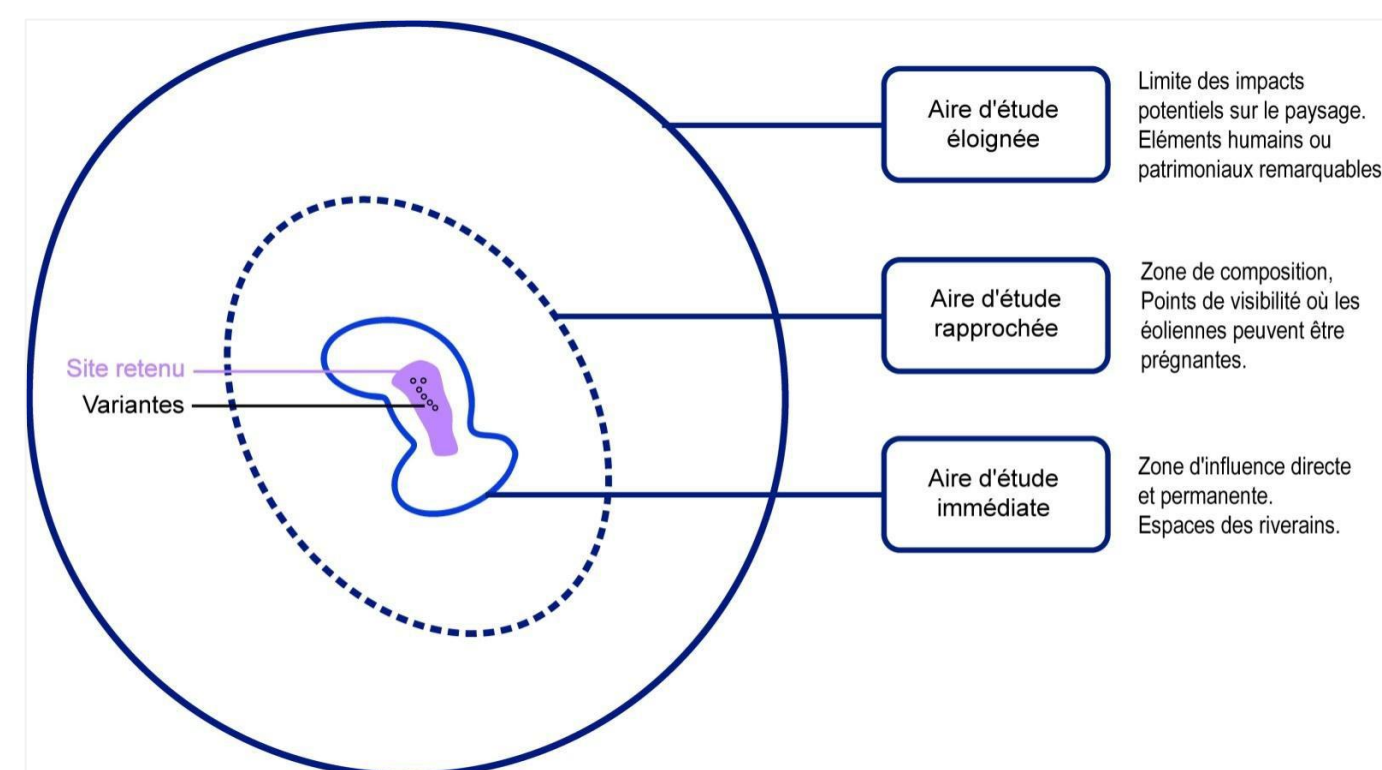 Site retenu
Variantes
Aire d'étude
éloignée
Limite des impacts
potentiels sur le paysage.
Eléments humains ou
patrimoniaux remarquables
Aire d'étude
rapprochée
Zone de composition,
Points de visibilité où les
éoliennes peuvent être
prégnantes.
Aire d'étude
immédiate
Zone d'influence directe
et permanente.
Espaces des riverains.